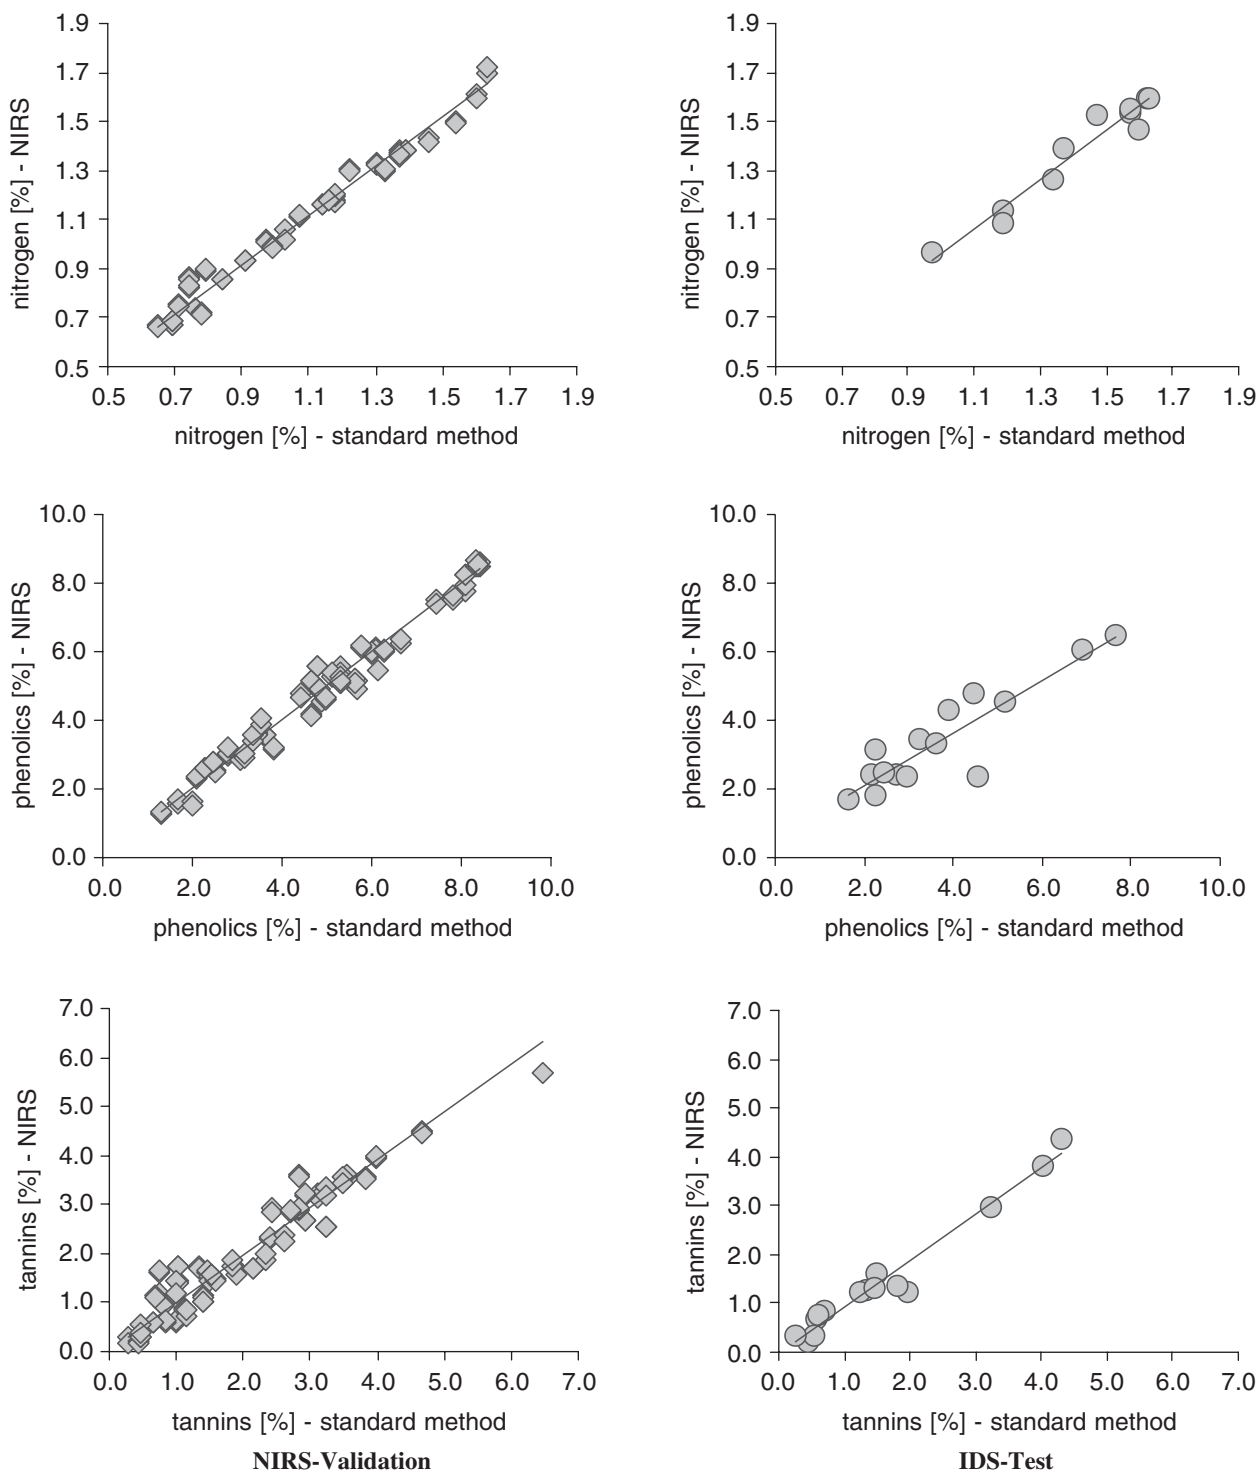 1.9
1.7
1.5
1.3
1.1
0.9
0.7
0.5
nitrogen [%] - NIRS
0.5 0.7 0.9 1.1 1.3 1.5 1.7 1.9
nitrogen [%] - standard method
1.9
1.7
1.5
1.3
1.1
0.9
0.7
0.5
nitrogen [%] - NIRS
0.5 0.7 0.9 1.1 1.3 1.5 1.7 1.9
nitrogen [%] - standard method
10.0
8.0
6.0
4.0
2.0
0.0
phenolics [%] - NIRS
0.0 2.0 4.0 6.0 8.0 10.0
phenolics [%] - standard method
10.0
8.0
6.0
4.0
2.0
0.0
phenolics [%] - NIRS
0.0 2.0 4.0 6.0 8.0 10.0
phenolics [%] - standard method
7.0
6.0
5.0
4.0
3.0
2.0
1.0
0.0
tannins [%] - NIRS
0.0 1.0 2.0 3.0 4.0 5.0 6.0 7.0
tannins [%] - standard method
NIRS-Validation
7.0
6.0
5.0
4.0
3.0
2.0
1.0
0.0
tannins [%] - NIRS
0.0 1.0 2.0 3.0 4.0 5.0 6.0 7.0
tannins [%] - standard method
IDS-Test